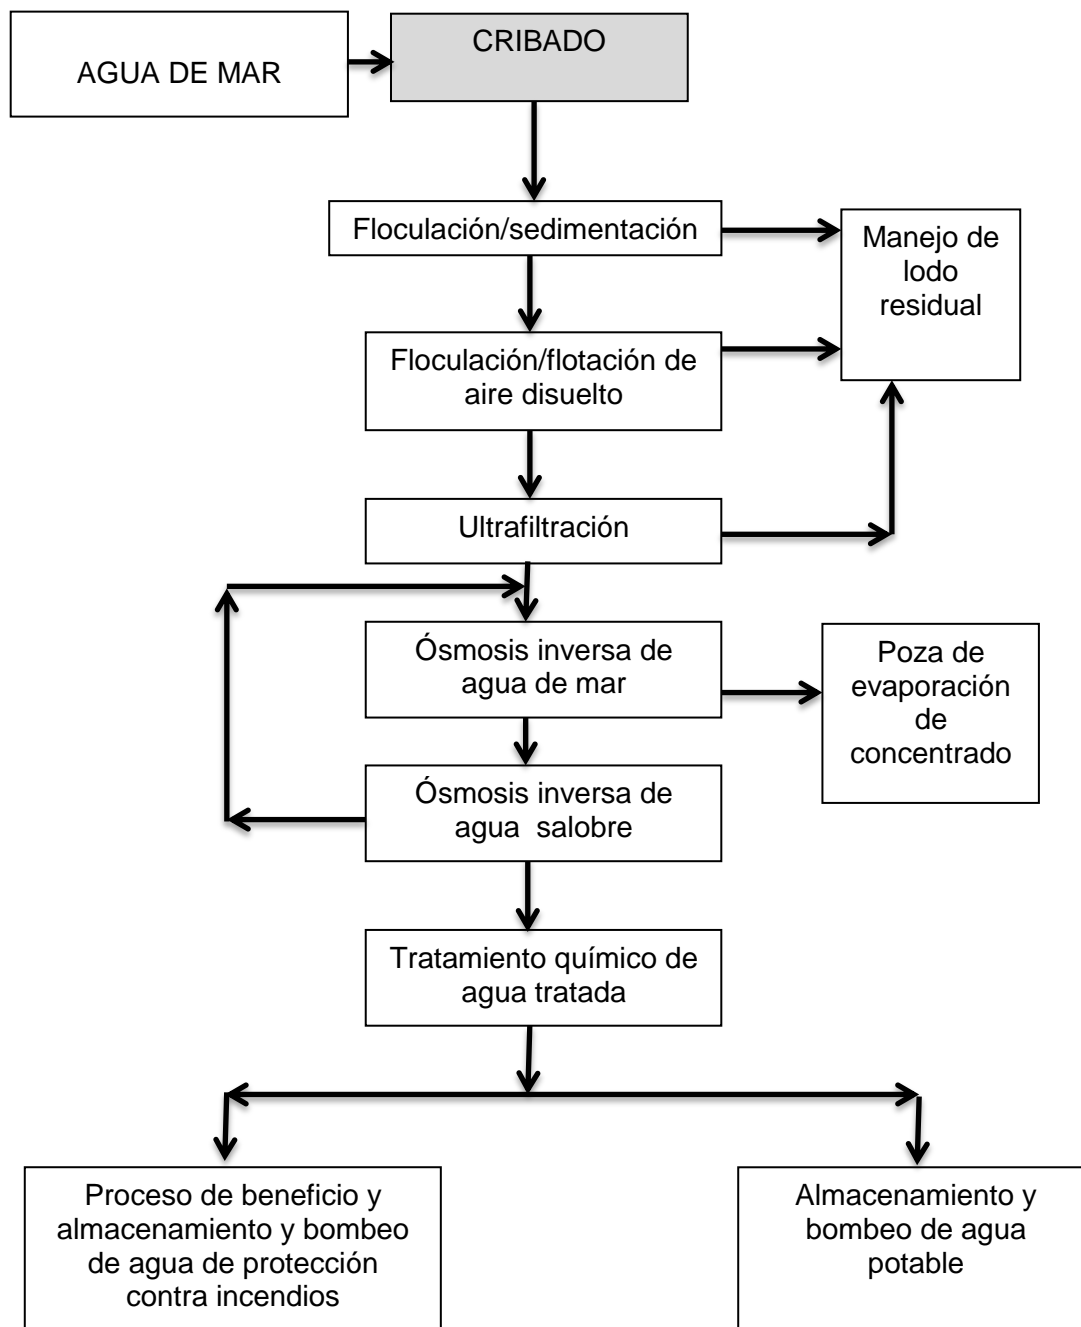 AGUA DE MAR
CRIBADO
Floculación/sedimentación
Manejo de
lodo
residual
Floculación/flotación de
aire disuelto
Ultrafiltración
Ósmosis inversa de
agua de mar
Poza de
evaporación
de
concentrado
Ósmosis inversa de
agua salobre
Tratamiento químico de
agua tratada
Proceso de beneficio y
almacenamiento y bombeo
de agua de protección
contra incendios
Almacenamiento y
bombeo de agua
potable